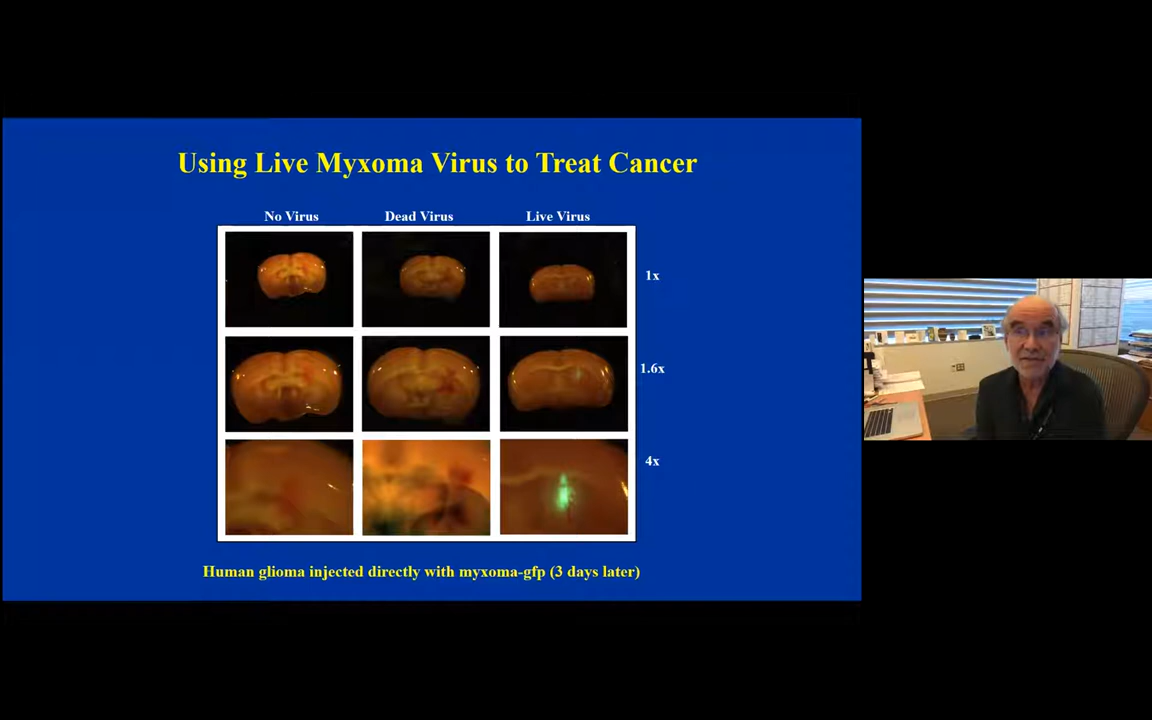 Using Live Myxoma Virus to Treat Cancer
No Virus Dead Virus Live Virus
1x
1.6x
4x
Human glioma injected directly with myxoma-gfp (3 days later)